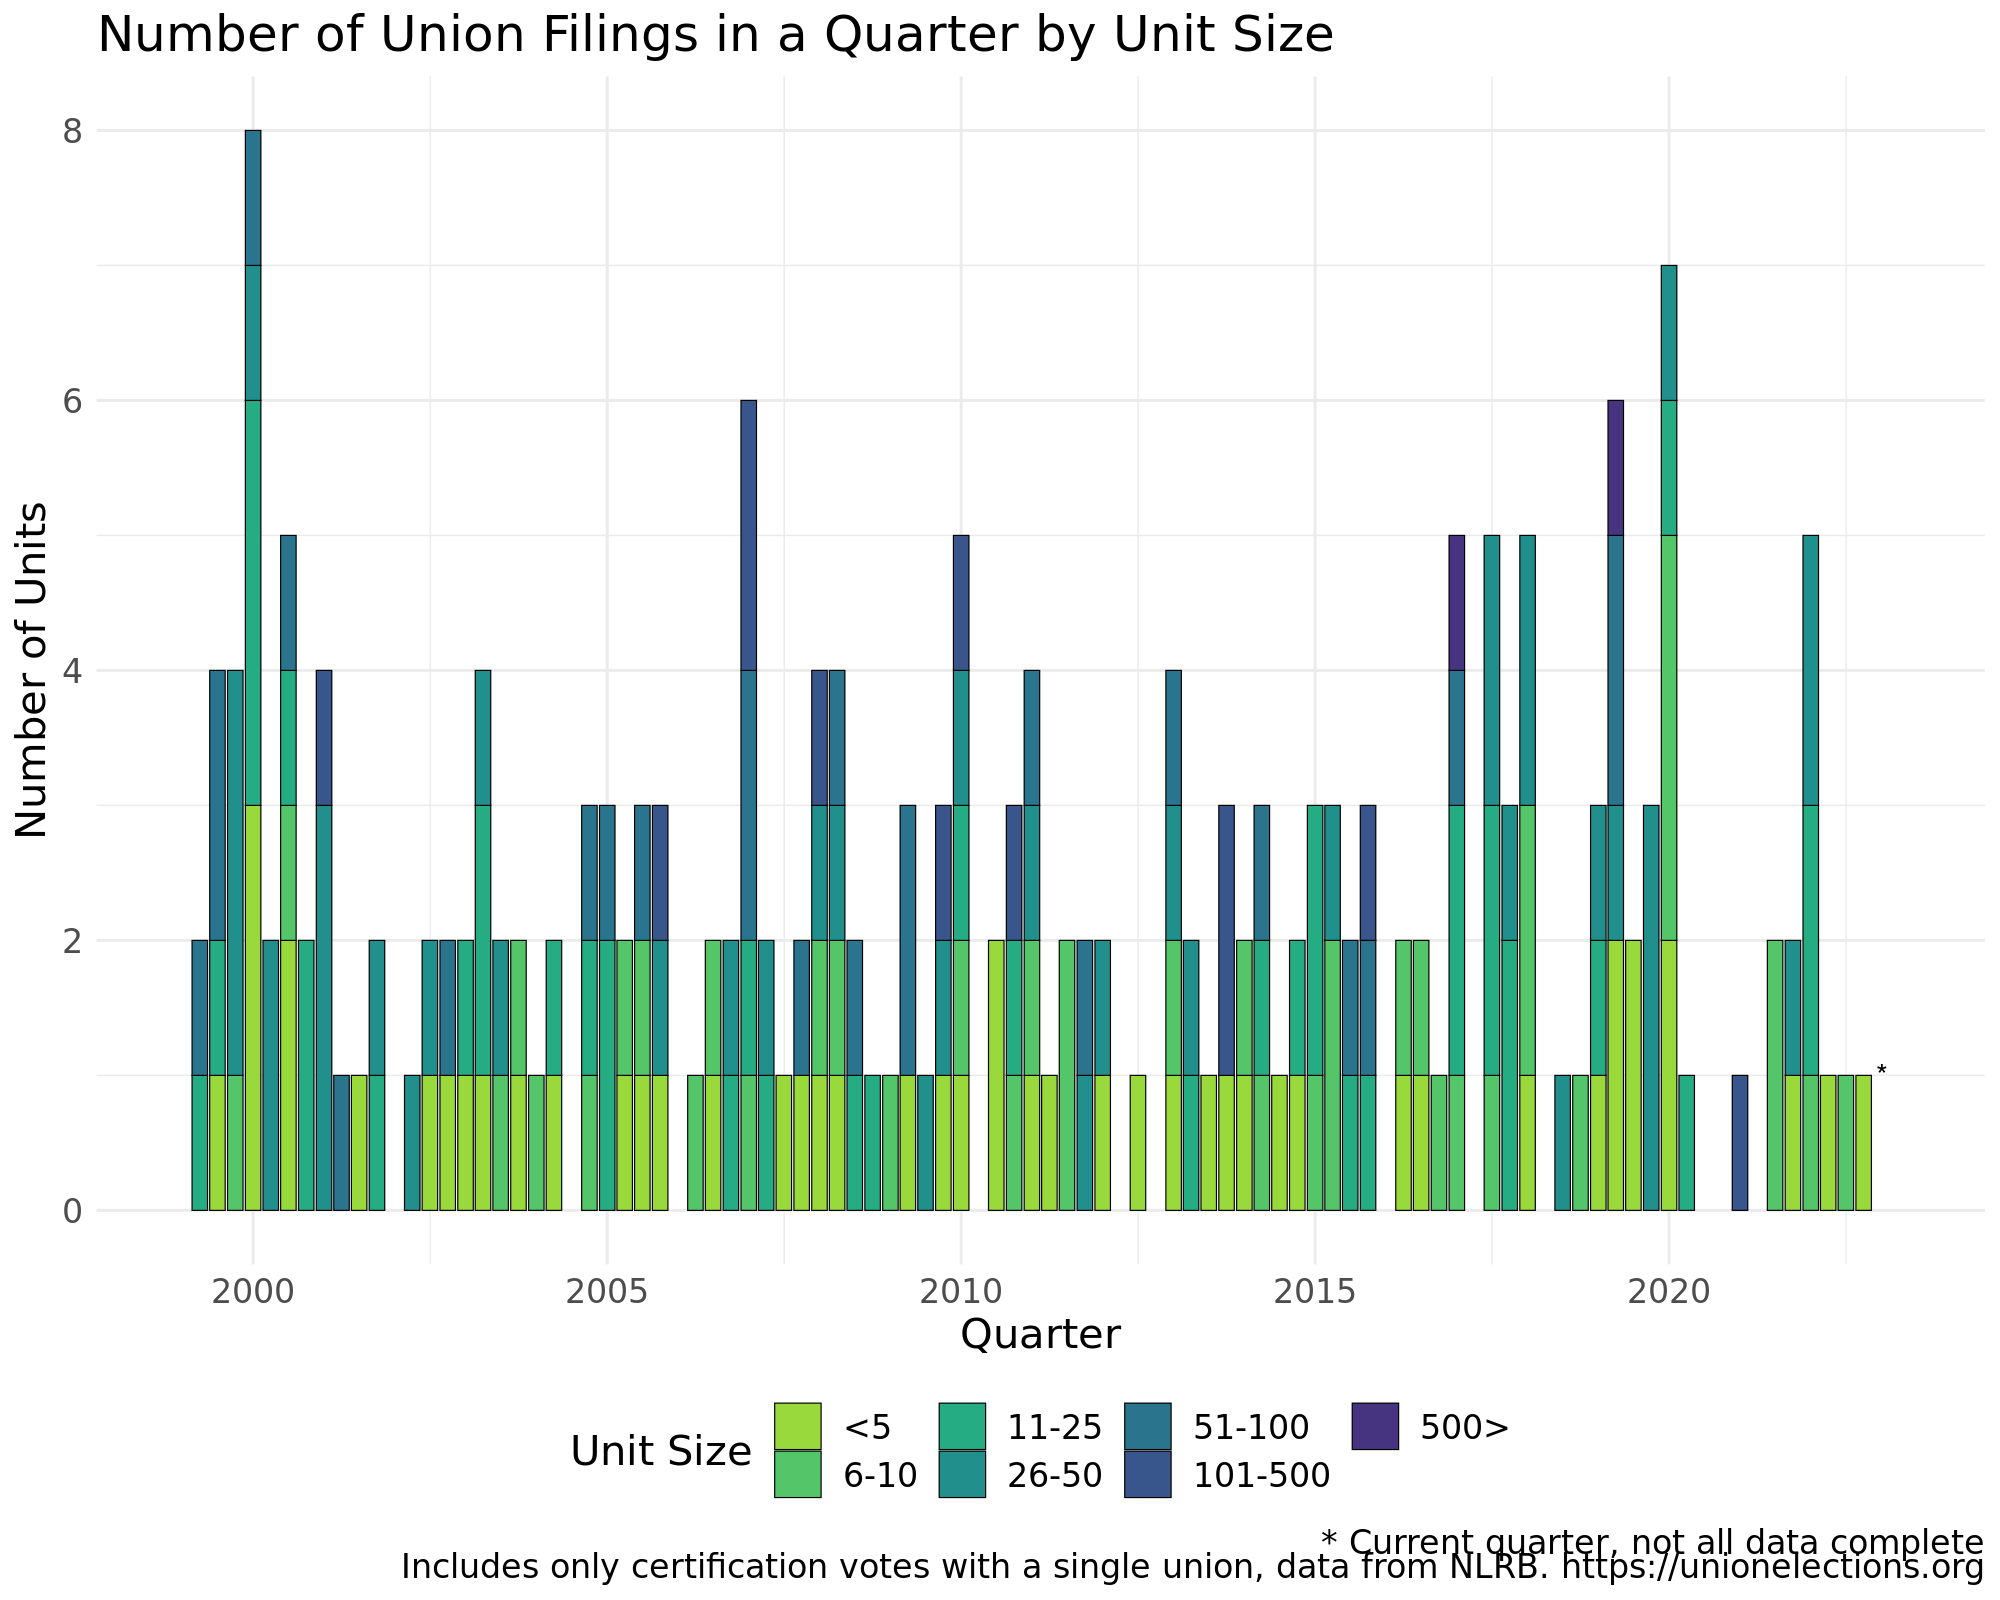 Number of Union Filings in a Quarter by Unit Size
Number of Units
8
6
4
2
0
*
2000 2005 2010 2015 2020
Quarter
Unit Size
<5 11-25 51-100 500>
6-10 26-50 101-500
* Current quarter, not all data complete
Includes only certification votes with a single union, data from NLRB. https://unionelections.org